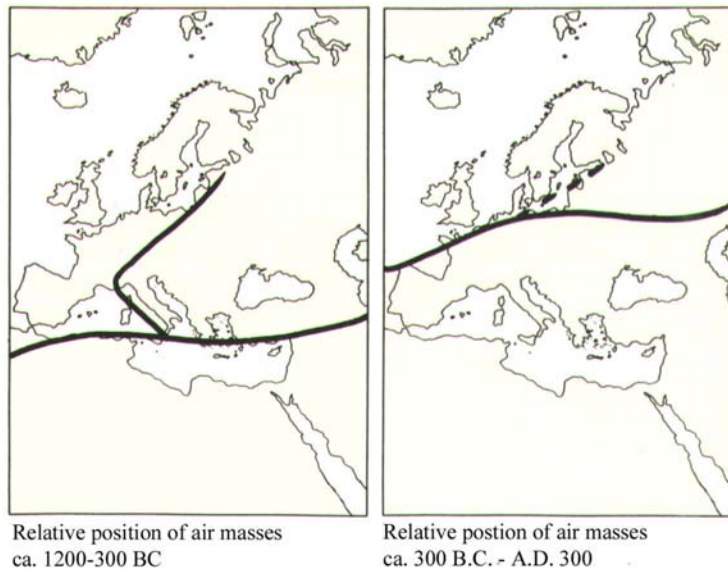 Relative position of air masses
ca. 1200-300 BC
Relative postion of air masses
ca. 300 B.C. - A.D. 300